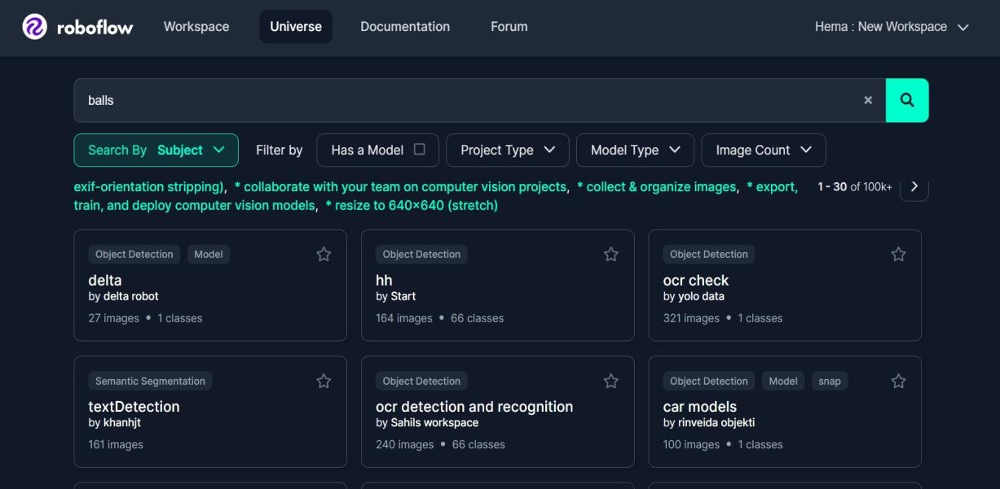 roboflow Workspace Universe Documentation Forum Hema : New Workspace
balls ×
Search By Subject Filter by Has a Model Project Type Model Type Image Count
exif-orientation stripping), * collaborate with your team on computer vision projects, * collect & organize images, * export, 1 - 30 of 100k+
train, and deploy computer vision models, * resize to 640×640 (stretch)
Object Detection Model
delta
by delta robot
27 images • 1 classes
Object Detection
hh
by Start
164 images • 66 classes
Object Detection
ocr check
by yolo data
321 images • 1 classes
Semantic Segmentation
textDetection
by khanhjt
161 images
Object Detection
ocr detection and recognition
by Sahils workspace
240 images • 66 classes
Object Detection Model snap
car models
by rinveida objekti
100 images • 1 classes